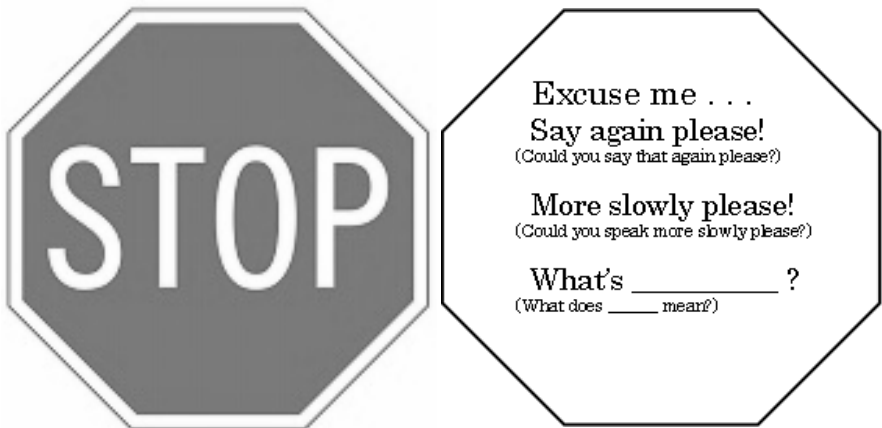 STOP
Excuse me . . .
Say again please!
(Could you say that again please?)
More slowly please!
(Could you speak more slowly please?)
What's __________ ?
(What does _____ mean?)